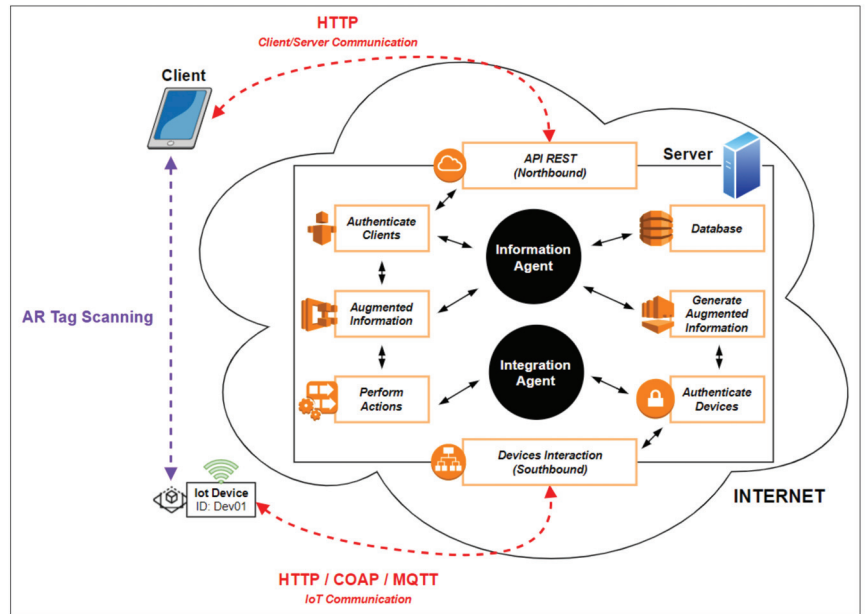 HTTP
Client/Server Communication
Client
API REST
(Northbound)
Server
Authenticate
Clients
Information
Agent
Database
AR Tag Scanning
Augmented
Information
Generate
Augmented
Information
Integration
Agent
Perform
Actions
Authenticate
Devices
Devices Interaction
(Southbound)
Iot Device
ID: Dev01
INTERNET
HTTP / COAP / MQTT
IoT Communication